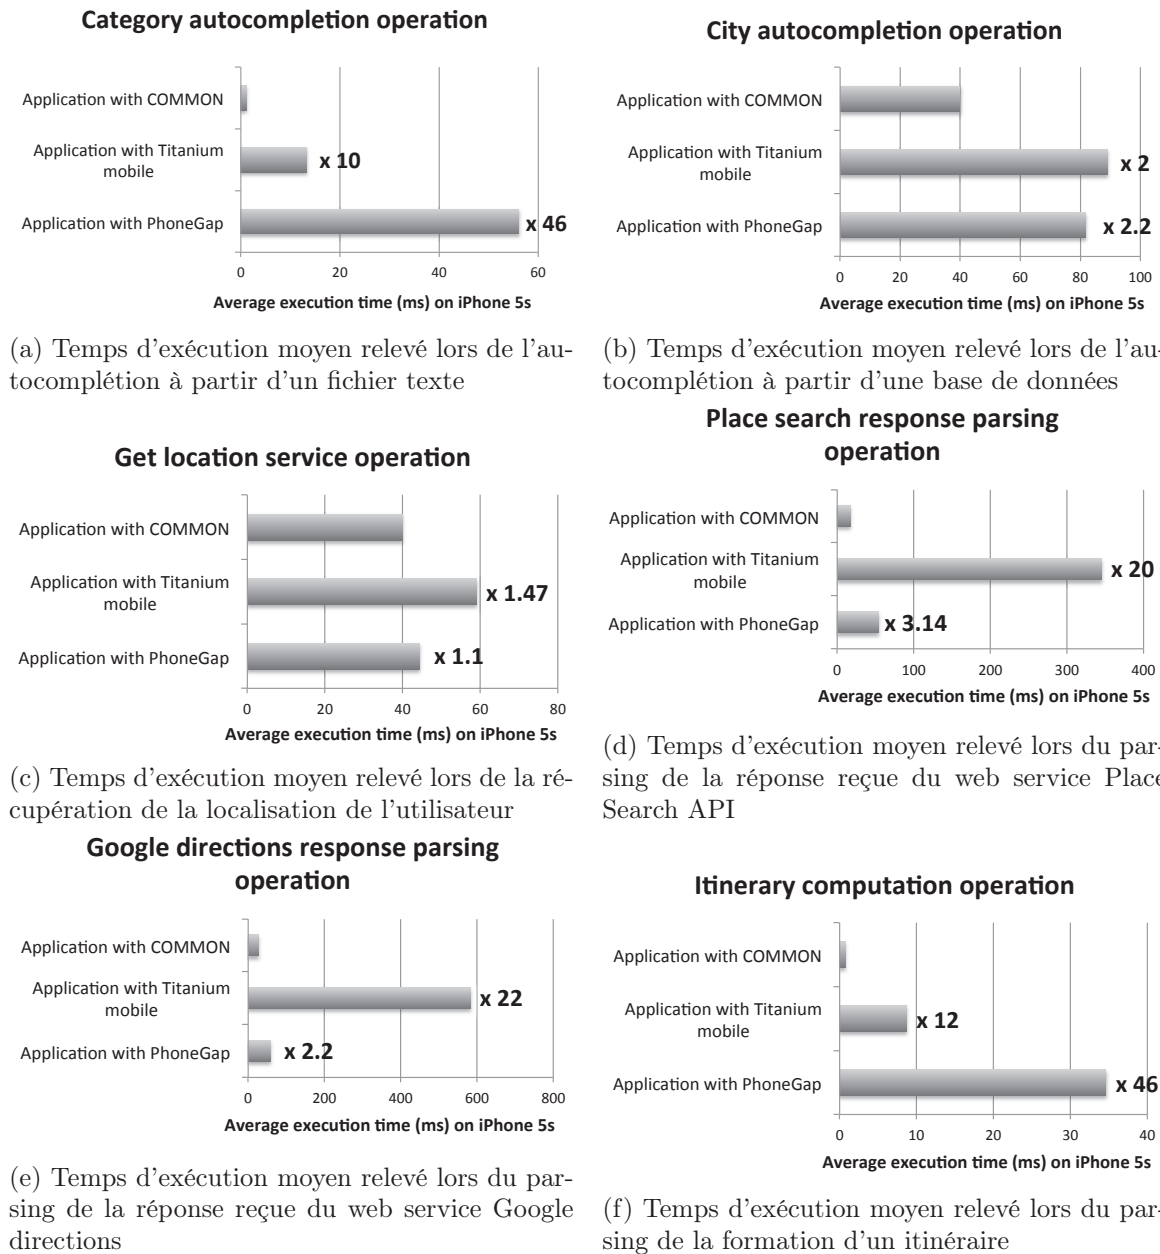 Category autocompletion operation
Application with COMMON
Application with Titanium
mobile
x 10
Application with PhoneGap
x 46
0 20 40 60
Average execution time (ms) on iPhone 5s
(a) Temps d'exécution moyen relevé lors de l'au-
tocomplétion à partir d'un fichier texte
City autocompletion operation
Application with COMMON
Application with Titanium
mobile
x 2
Application with PhoneGap
x 2.2
0 20 40 60 80 100
Average execution time (ms) on iPhone 5s
(b) Temps d'exécution moyen relevé lors de l'au-
tocomplétion à partir d'une base de données
Get location service operation
Application with COMMON
Application with Titanium
mobile
x 1.47
Application with PhoneGap
x 1.1
0 20 40 60 80
Average execution time (ms) on iPhone 5s
(c) Temps d'exécution moyen relevé lors de la ré-
cupération de la localisation de l'utilisateur
Place search response parsing
operation
Application with COMMON
Application with Titanium
mobile
x 20
Application with PhoneGap
x 3.14
0 100 200 300 400
Average execution time (ms) on iPhone 5s
(d) Temps d'exécution moyen relevé lors du par-
sing de la réponse reçue du web service Place
Search API
Google directions response parsing
operation
Application with COMMON
Application with Titanium
mobile
x 22
Application with PhoneGap
x 2.2
0 200 400 600 800
Average execution time (ms) on iPhone 5s
(e) Temps d'exécution moyen relevé lors du par-
sing de la réponse reçue du web service Google
directions
Itinerary computation operation
Application with COMMON
Application with Titanium
mobile
x 12
Application with PhoneGap
x 46
0 10 20 30 40
Average execution time (ms) on iPhone 5s
(f) Temps d'exécution moyen relevé lors du par-
sing de la formation d'un itinéraire